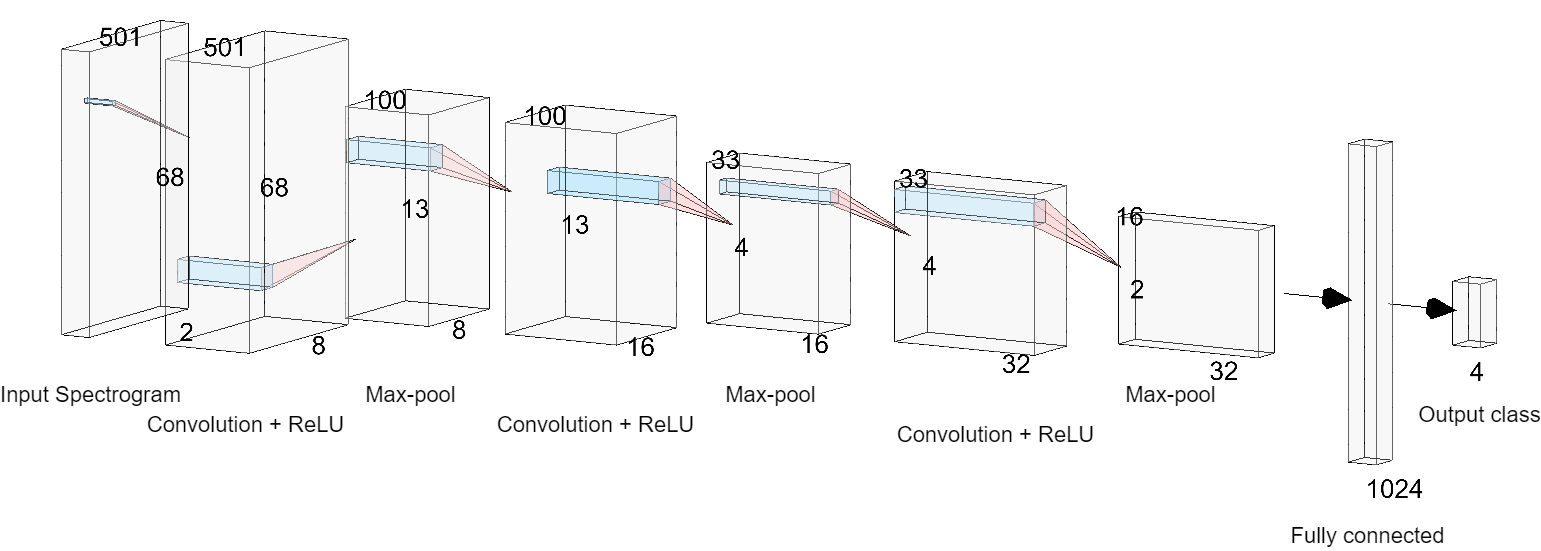 501
68
2
501
68
8
100
13
8
100
13
16
33
4
16
33
4
32
16
2
32
1024
4
Input Spectrogram
Convolution + ReLU
Max-pool
Convolution + ReLU
Max-pool
Convolution + ReLU
Max-pool
Fully connected
Output class